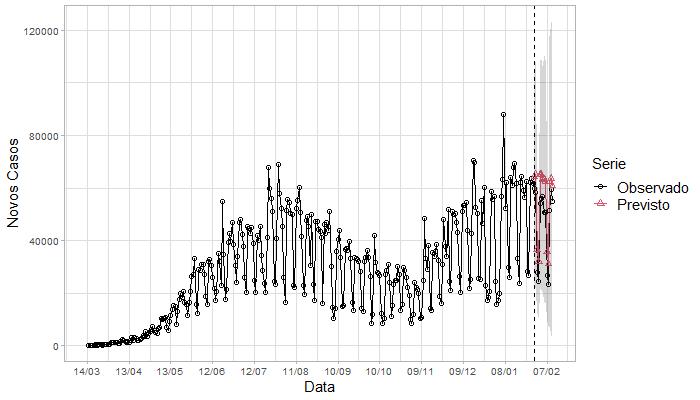 120000
80000
40000
0
Novos Casos
14/03 13/04 13/05 12/06 12/07 11/08 10/09 10/10 09/11 09/12 08/01 07/02
Data
Serie
Observado
Previsto